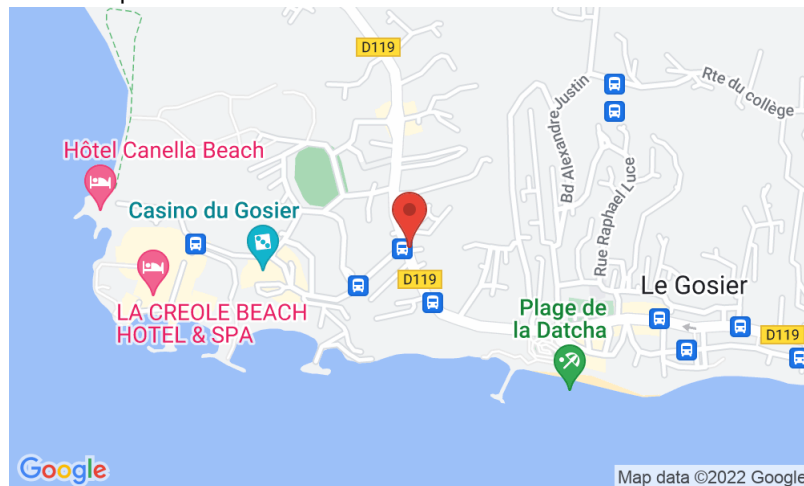 D119
Rte du collège
Bd Alexandre Justin
Hôtel Canella Beach
Rue Raphael Luce
Casino du Gosier
D119
Le Gosier
LA CREOLE BEACH
HOTEL & SPA
Plage de
la Datcha
D119
Google
Map data ©2022 Google